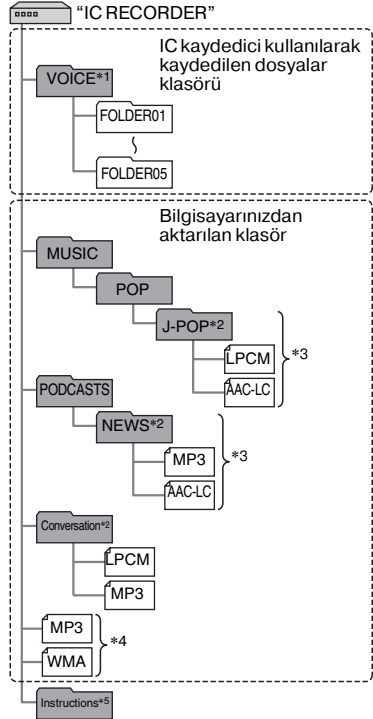 “IC RECORDER”
IC kaydedici kullanılarak
kaydedilen dosyalar
klasörü
VOICE*1
FOLDER01
FOLDER05
Bilgisayarınızdan
aktarılan klasör
MUSIC
POP
J-POP*2
LPCM
*3
AAC-LC
PODCASTS
NEWS*2
MP3
*3
AAC-LC
Conversation*2
LPCM
MP3
MP3
*4
WMA
Instructions*5